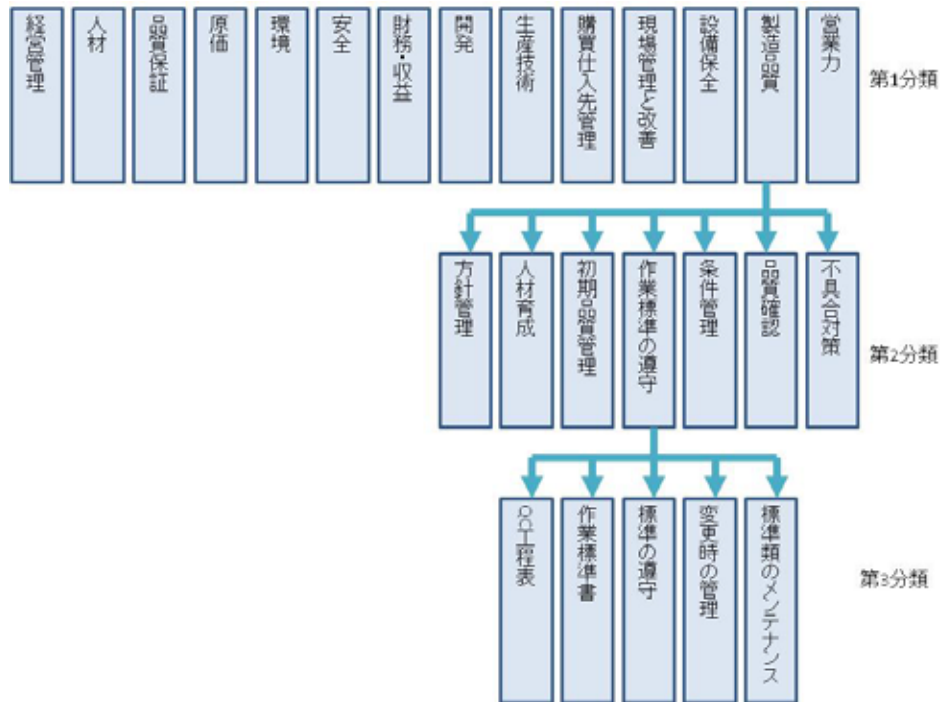 経営管理
人材
品質保証
原価
環境
安全
財務・収益
開発
生産技術
購買仕入先管理
現場管理と改善
設備保全
製造品質
営業力
第1分類
方針管理
人材育成
初期品質管理
作業標準の遵守
条件管理
品質確認
不具合対策
第2分類
QC工程表
作業標準書
標準の遵守
変更時の管理
標準類のメンテナンス
第3分類